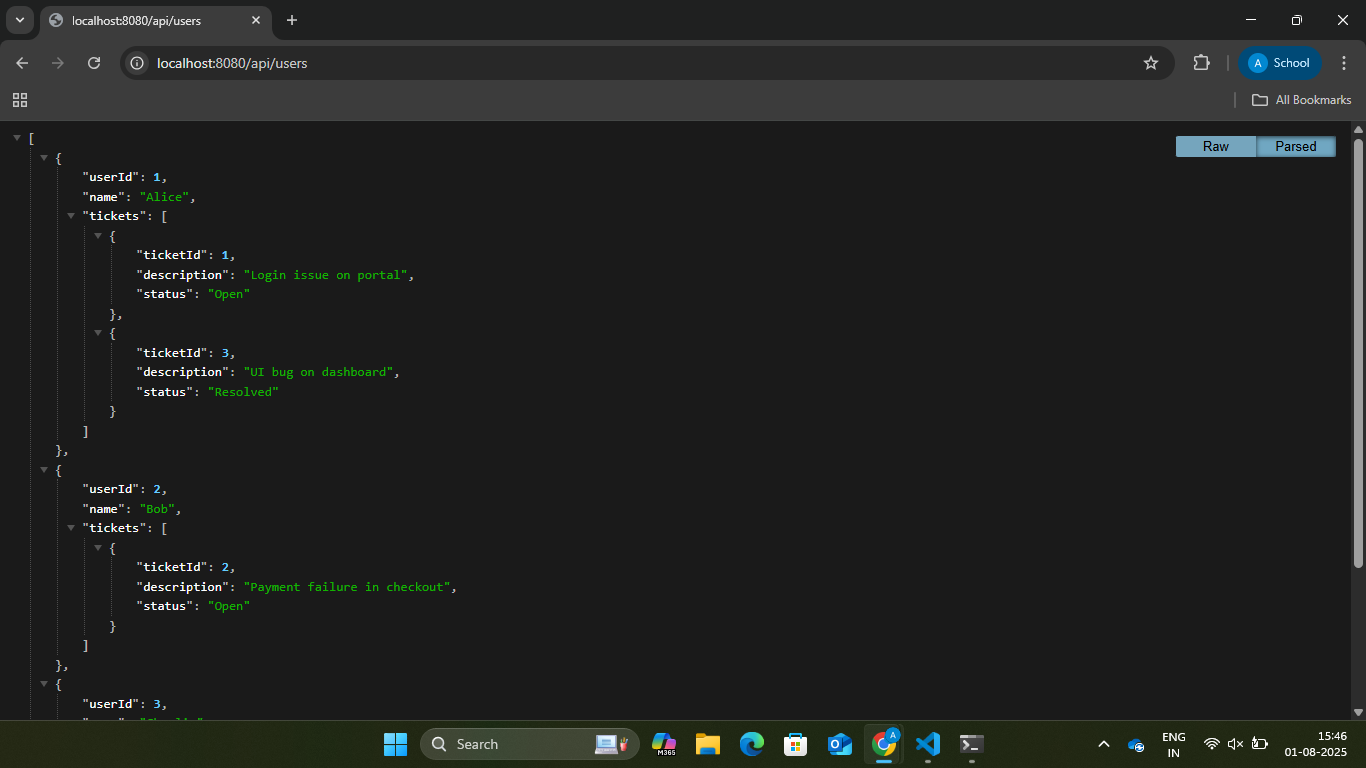 localhost:8080/api/users
localhost:8080/api/users
A School
All Bookmarks
Raw Parsed
[
{
"userId": 1,
"name": "Alice",
"tickets": [
{
"ticketId": 1,
"description": "Login issue on portal",
"status": "Open"
},
{
"ticketId": 3,
"description": "UI bug on dashboard",
"status": "Resolved"
}
]
},
{
"userId": 2,
"name": "Bob",
"tickets": [
{
"ticketId": 2,
"description": "Payment failure in checkout",
"status": "Open"
}
]
},
{
"userId": 3,
Search
M365
A
ENG
IN
15:46
01-08-2025